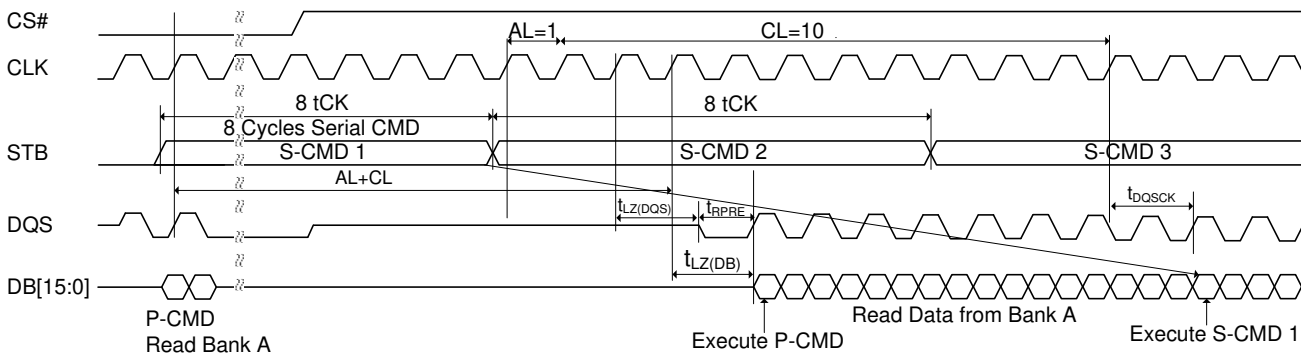 CS#
AL=1
CL=10
CLK
8 tCK
8 tCK
8 Cycles Serial CMD
STB
S-CMD 1
S-CMD 2
S-CMD 3
AL+CL
tLZ(DQS)
tRPRE
tDQSCK
DQS
tLZ(DB)
DB[15:0]
P-CMD
Read Bank A
Execute P-CMD
Read Data from Bank A
Execute S-CMD 1